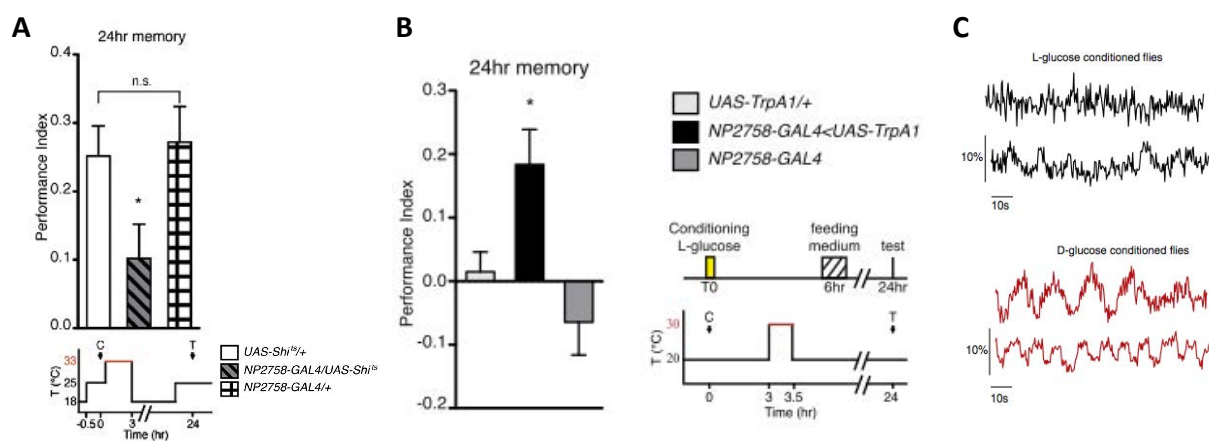 A
24hr memory
0.4
n.s.
0.3
*
0.2
0.1
0.0
Performance Index
33
25
18
T (°C)
C
T
-0.5 0
3
24
Time (hr)
UAS-Shi^ts/+
NP2758-GAL4/UAS-Shi^ts
NP2758-GAL4/+
B
24hr memory
0.3
*
0.2
0.1
0.0
-0.1
-0.2
Performance Index
UAS-TrpA1/+
NP2758-GAL4<UAS-TrpA1
NP2758-GAL4
Conditioning
L-glucose
feeding
medium
test
T0
6hr
24hr
30
20
T (°C)
C
T
0
3
3.5
24
Time (hr)
C
L-glucose conditioned flies
10%
10s
D-glucose conditioned flies
10%
10s